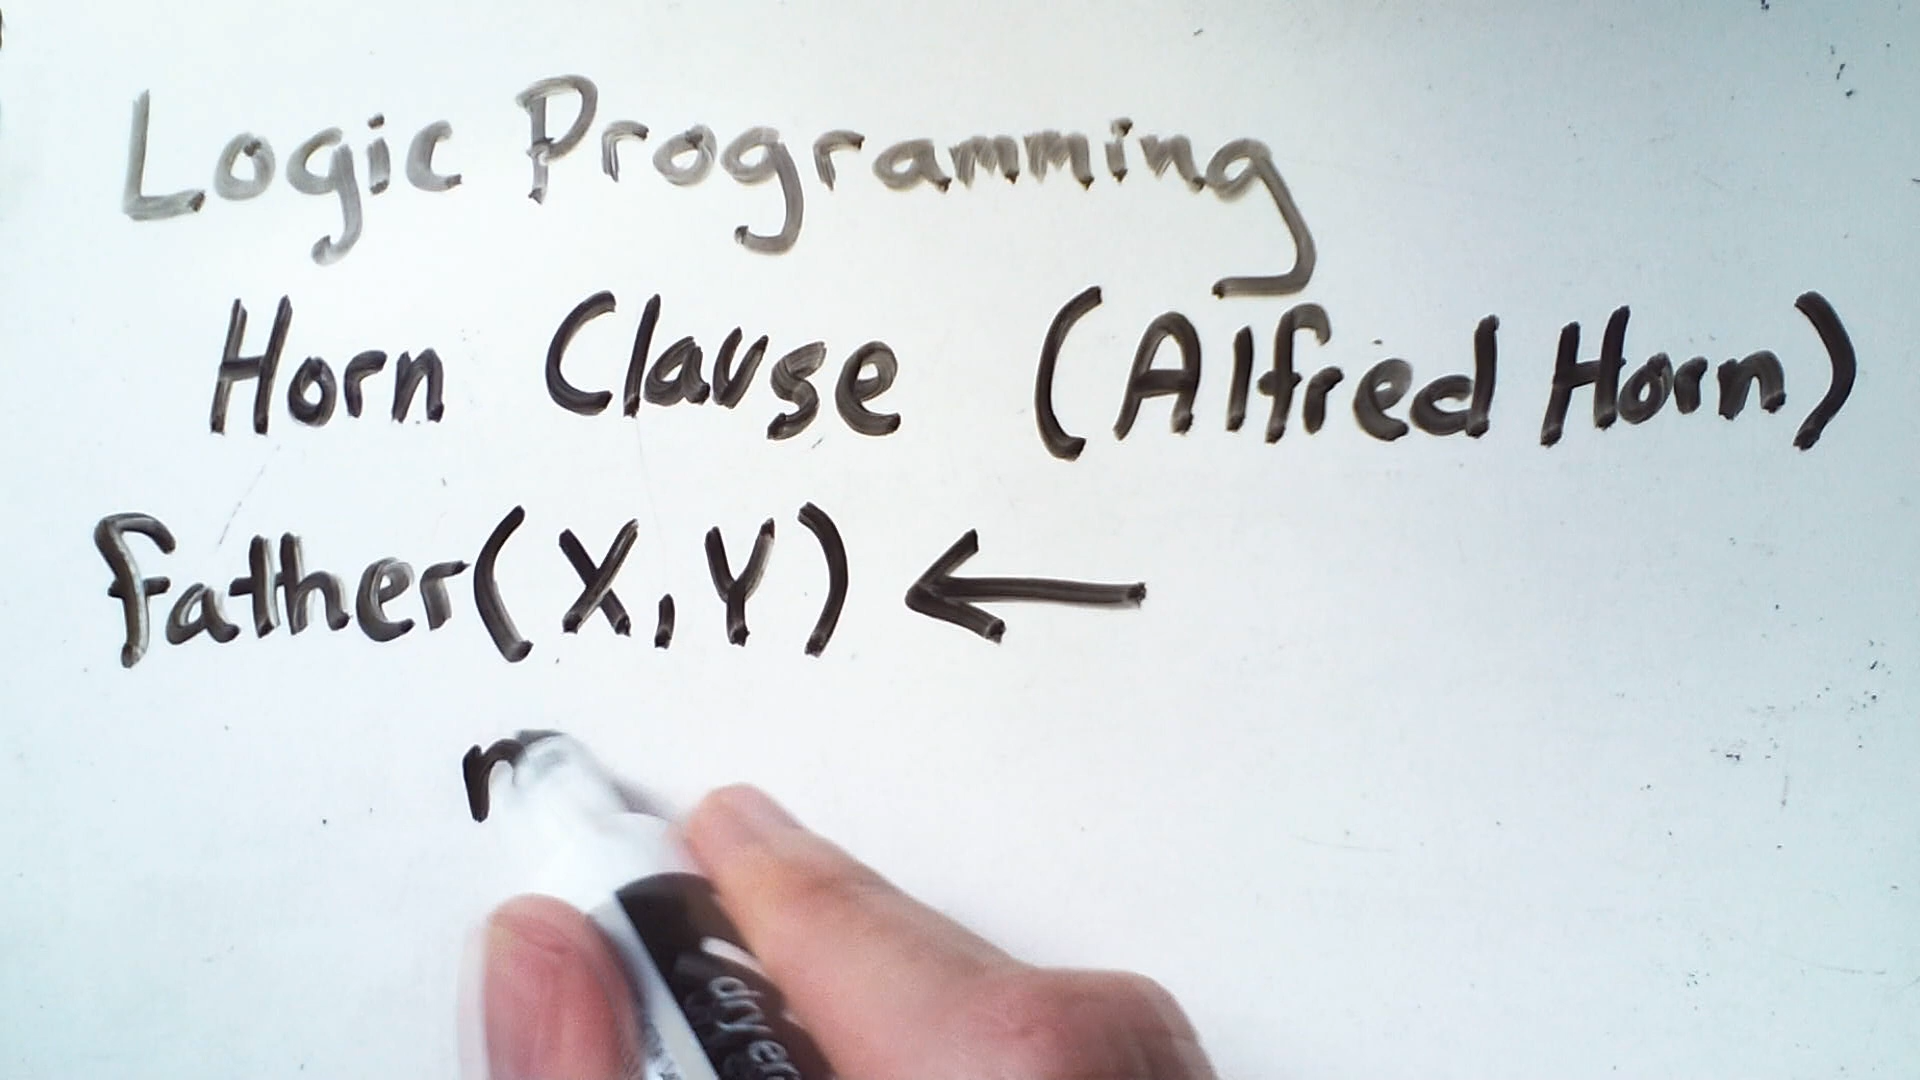 Logic Programming
Horn Clause (Alfred Horn)
father(X,Y) ←